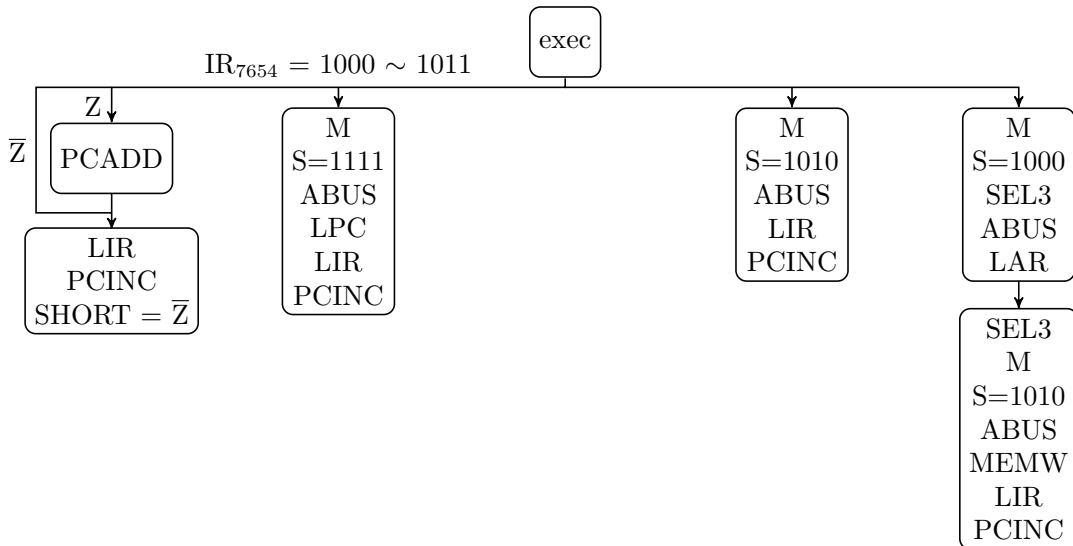 exec
IR₇₆₅₄ = 1000 ∼ 1011
Z
Z̅
PCADD
LIR
PCINC
SHORT = Z̅
M
S=1111
ABUS
LPC
LIR
PCINC
M
S=1010
ABUS
LIR
PCINC
M
S=1000
SEL3
ABUS
LAR
SEL3
M
S=1010
ABUS
MEMW
LIR
PCINC